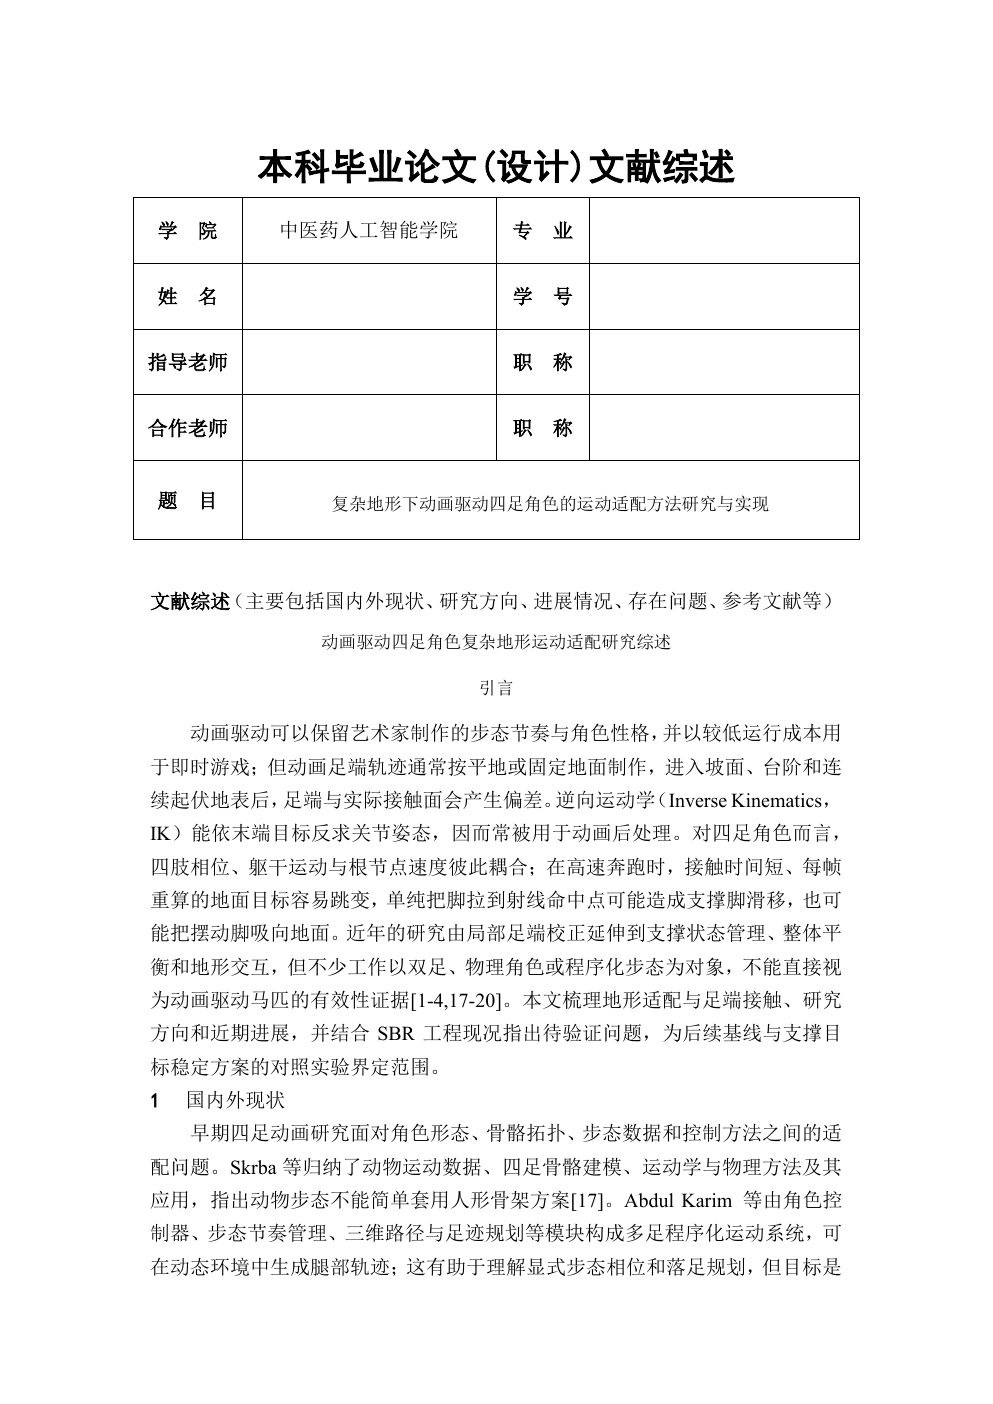 本科毕业论文(设计)文献综述
学 院 中医药人工智能学院 专 业
姓 名 学 号
指导老师 职 称
合作老师 职 称
题 目 复杂地形下动画驱动四足角色的运动适配方法研究与实现
文献综述（主要包括国内外现状、研究方向、进展情况、存在问题、参考文献等）
动画驱动四足角色复杂地形运动适配研究综述
引言
动画驱动可以保留艺术家制作的步态节奏与角色性格，并以较低运行成本用
于即时游戏；但动画足端轨迹通常按平地或固定地面制作，进入坡面、台阶和连
续起伏地表后，足端与实际接触面会产生偏差。逆向运动学（Inverse Kinematics，
IK）能依末端目标反求关节姿态，因而常被用于动画后处理。对四足角色而言，
四肢相位、躯干运动与根节点速度彼此耦合；在高速奔跑时，接触时间短、每帧
重算的地面目标容易跳变，单纯把脚拉到射线命中点可能造成支撑脚滑移，也可
能把摆动脚吸向地面。近年的研究由局部足端校正延伸到支撑状态管理、整体平
衡和地形交互，但不少工作以双足、物理角色或程序化步态为对象，不能直接视
为动画驱动马匹的有效性证据[1-4,17-20]。本文梳理地形适配与足端接触、研究
方向和近期进展，并结合 SBR 工程现况指出待验证问题，为后续基线与支撑目
标稳定方案的对照实验界定范围。
1 国内外现状
早期四足动画研究面对角色形态、骨骼拓扑、步态数据和控制方法之间的适
配问题。Skrba 等归纳了动物运动数据、四足骨骼建模、运动学与物理方法及其
应用，指出动物步态不能简单套用人形骨架方案[17]。Abdul Karim 等由角色控
制器、步态节奏管理、三维路径与足迹规划等模块构成多足程序化运动系统，可
在动态环境中生成腿部轨迹；这有助于理解显式步态相位和落足规划，但目标是